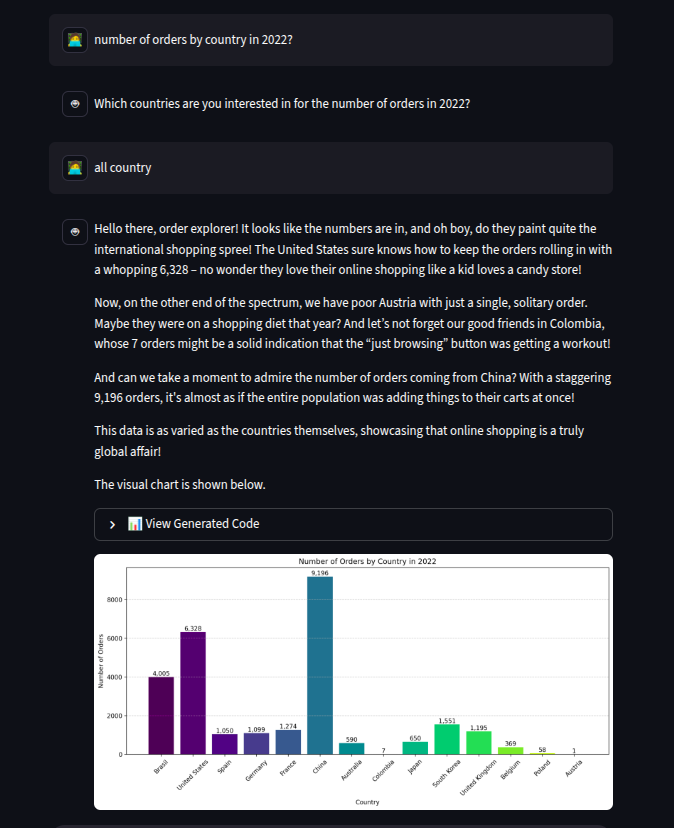 number of orders by country in 2022?
Which countries are you interested in for the number of orders in 2022?
all country
Hello there, order explorer! It looks like the numbers are in, and oh boy, do they paint quite the
international shopping spree! The United States sure knows how to keep the orders rolling in with
a whopping 6,328 – no wonder they love their online shopping like a kid loves a candy store!
Now, on the other end of the spectrum, we have poor Austria with just a single, solitary order.
Maybe they were on a shopping diet that year? And let’s not forget our good friends in Colombia,
whose 7 orders might be a solid indication that the “just browsing” button was getting a workout!
And can we take a moment to admire the number of orders coming from China? With a staggering
9,196 orders, it's almost as if the entire population was adding things to their carts at once!
This data is as varied as the countries themselves, showcasing that online shopping is a truly
global affair!
The visual chart is shown below.
View Generated Code
Number of Orders by Country in 2022
Number of Orders
8000
6000
4000
2000
0
4,005
6,328
1,050
1,099
1,274
9,196
590
7
650
1,551
1,195
369
58
1
Brasil
United States
Spain
Germany
France
China
Australia
Colombia
Japan
South Korea
United Kingdom
Belgium
Poland
Austria
Country